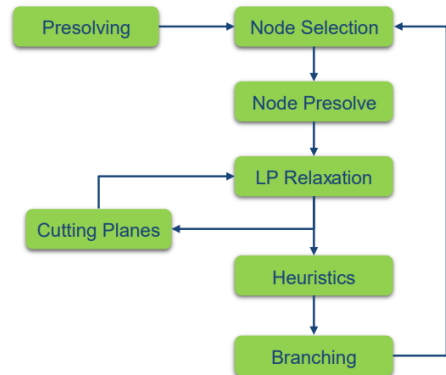 Presolving
Node Selection
Node Presolve
LP Relaxation
Cutting Planes
Heuristics
Branching